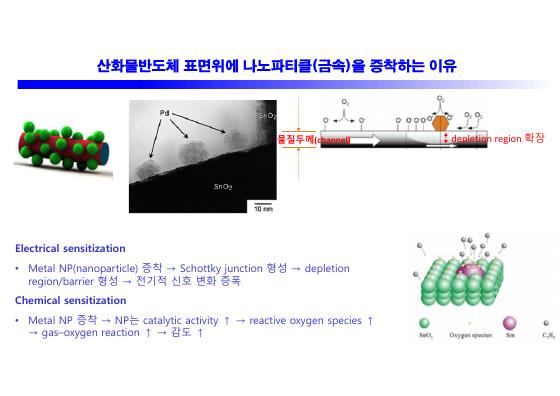 산화물반도체 표면위에 나노파티클(금속)을 증착하는 이유
Pd
SnO2
SnO2
10 nm
O2
O2
O2
O-
O-
물질두께(channel)
depletion region 확장
Electrical sensitization
• Metal NP(nanoparticle) 증착 → Schottky junction 형성 → depletion
region/barrier 형성 → 전기적 신호 변화 증폭
Chemical sensitization
• Metal NP 증착 → NP는 catalytic activity ↑ → reactive oxygen species ↑
→ gas–oxygen reaction ↑ → 감도 ↑
SnO2 Oxygen species Sm